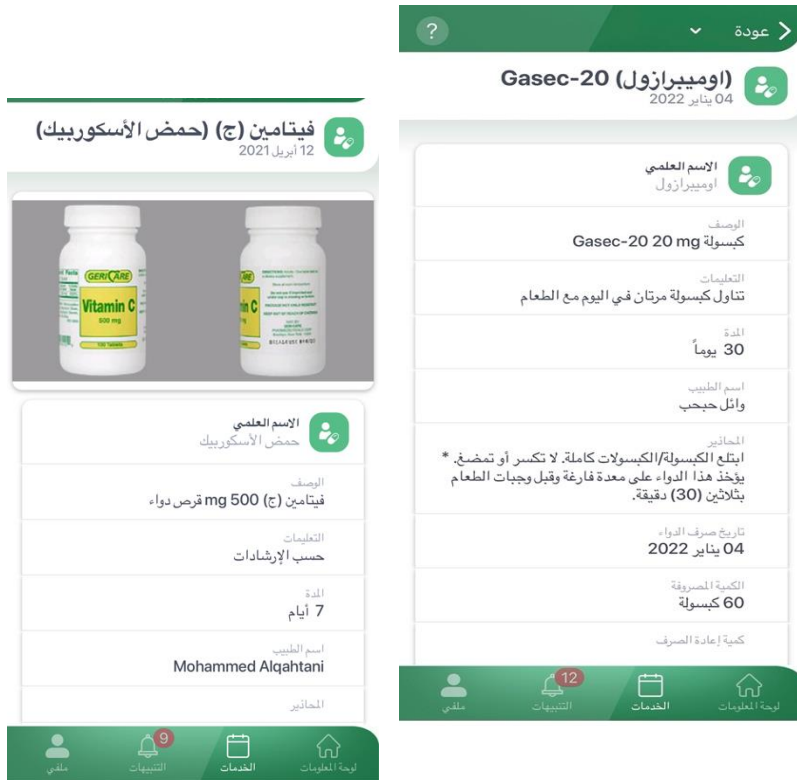 عودة
?
Gasec-20 (اوميبرازول)
04 يناير 2022
الاسم العلمي
اوميبرازول
الوصف
كبسولة Gasec-20 20 mg
التعليمات
تناول كبسولة مرتان في اليوم مع الطعام
المدة
30 يوماً
اسم الطبيب
وائل حبحب
المحاذير
ابتلع الكبسولة/الكبسولات كاملة. لا تكسر أو تمضغ. *
يؤخذ هذا الدواء على معدة فارغة وقبل وجبات الطعام
بثلاثين (30) دقيقة.
تاريخ صرف الدواء
04 يناير 2022
الكمية المصروفة
60 كبسولة
كمية إعادة الصرف
لوحة المعلومات
الخدمات
12
التنبيهات
ملفي
فيتامين (ج) (حمض الأسكوربيك)
12 أبريل 2021
GERICARE
Vitamin C
500 mg
100 Tablets
الاسم العلمي
حمض الأسكوربيك
الوصف
فيتامين (ج) 500 mg قرص دواء
التعليمات
حسب الإرشادات
المدة
7 أيام
اسم الطبيب
Mohammed Alqahtani
المحاذير
لوحة المعلومات
الخدمات
9
التنبيهات
ملفي